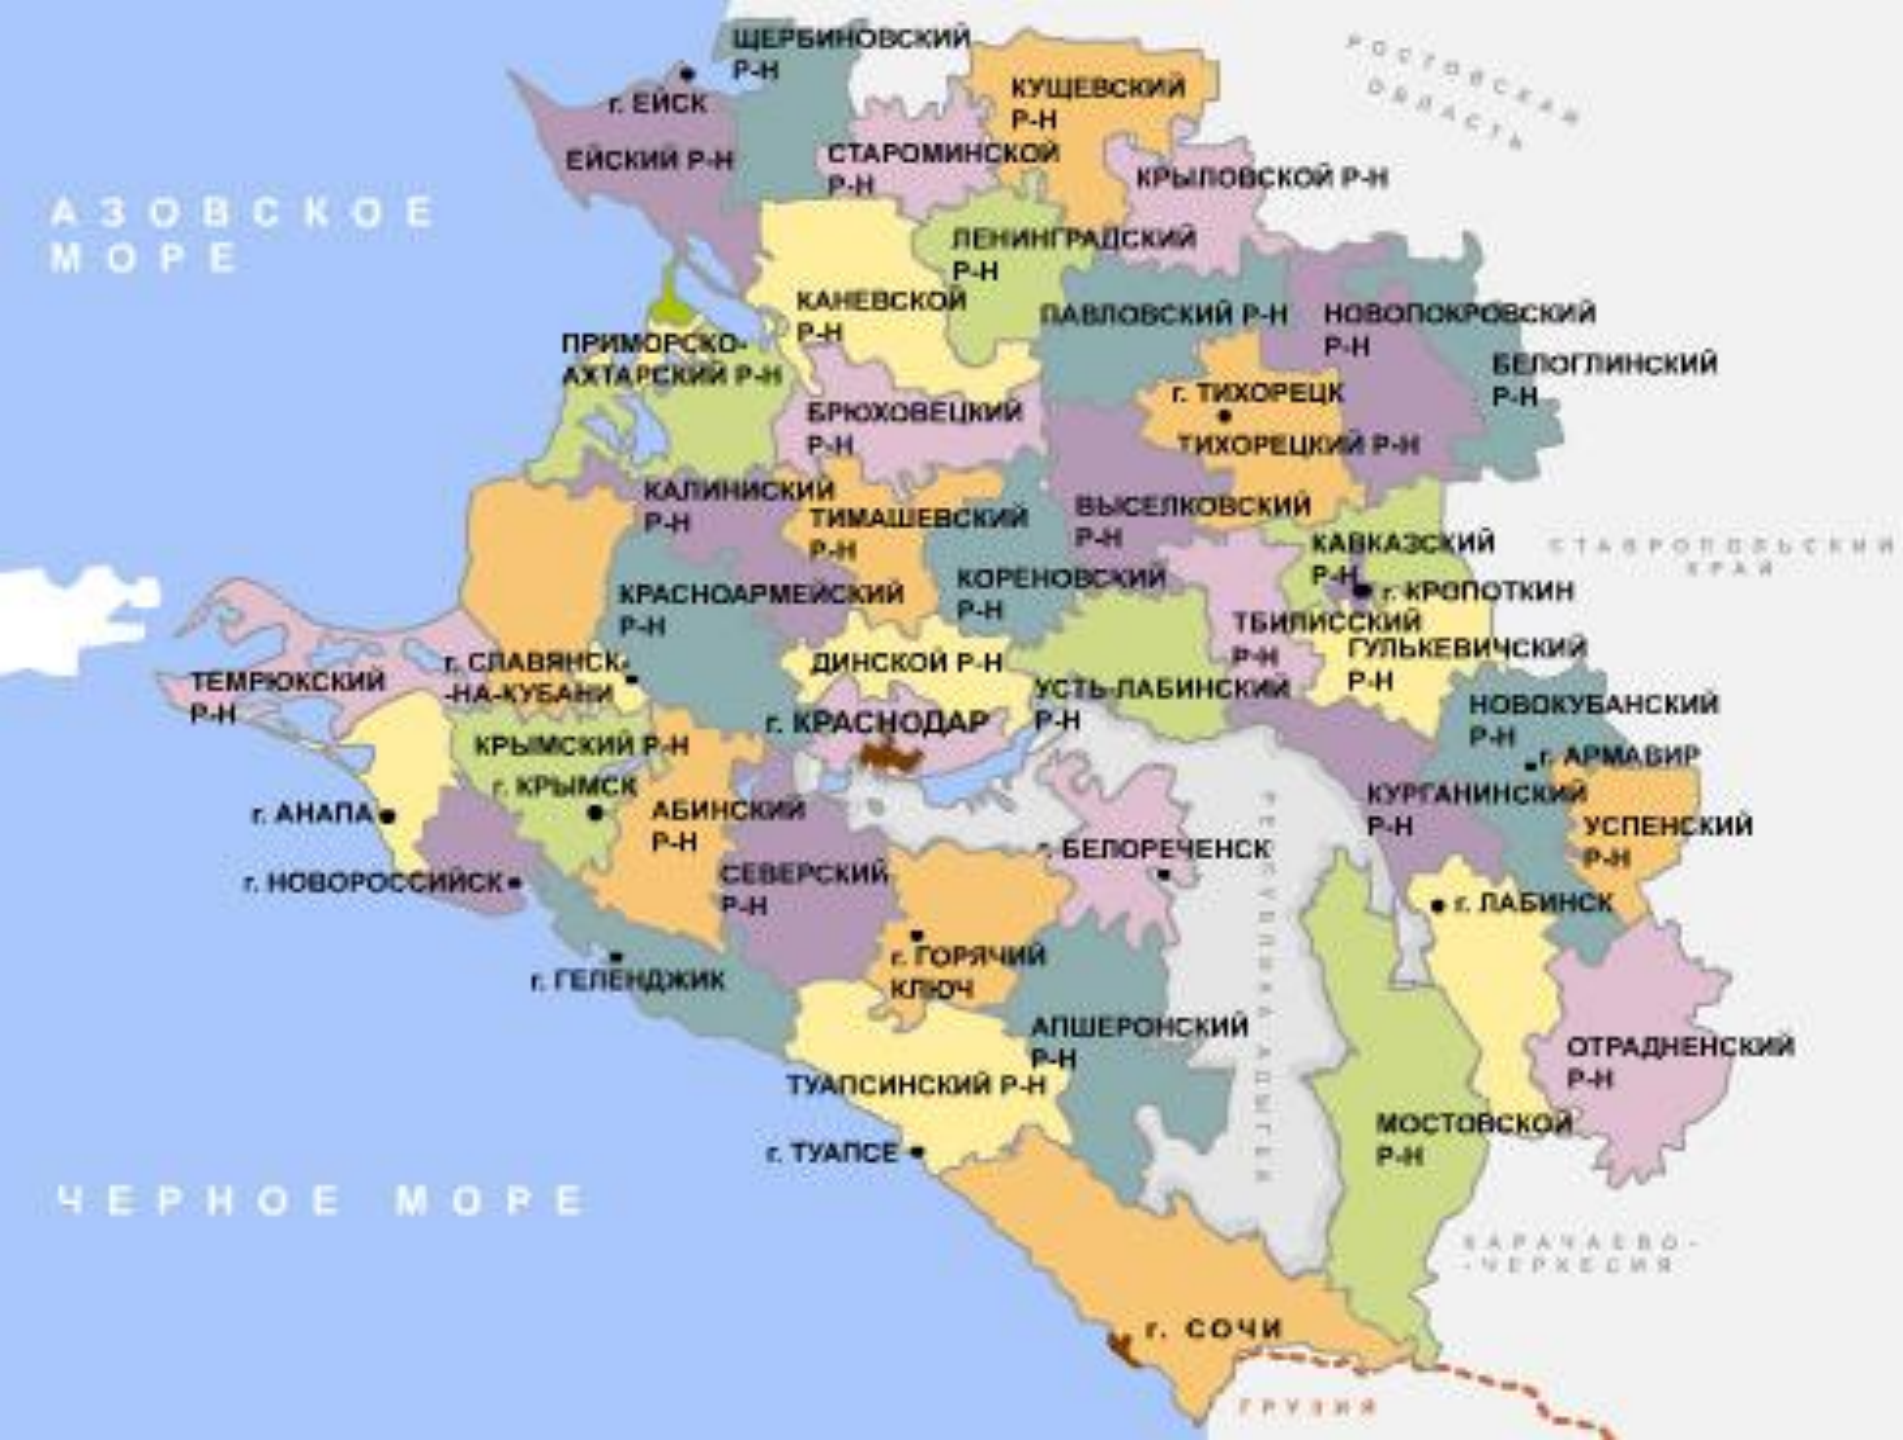 ЩЕРБИНОВСКИЙ
Р-Н
РОСТОВСКАЯ
ОБЛАСТЬ
г. ЕЙСК
КУЩЕВСКИЙ
Р-Н
ЕЙСКИЙ Р-Н
СТАРОМИНСКОЙ
Р-Н
КРЫЛОВСКОЙ Р-Н
АЗОВСКОЕ
МОРЕ
ЛЕНИНГРАДСКИЙ
Р-Н
КАНЕВСКОЙ
Р-Н
ПАВЛОВСКИЙ Р-Н
НОВОПОКРОВСКИЙ
Р-Н
ПРИМОРСКО-
АХТАРСКИЙ Р-Н
БЕЛОГЛИНСКИЙ
Р-Н
г. ТИХОРЕЦК
БРЮХОВЕЦКИЙ
Р-Н
ТИХОРЕЦКИЙ Р-Н
КАЛИНИСКИЙ
Р-Н
ТИМАШЕВСКИЙ
Р-Н
ВЫСЕЛКОВСКИЙ
Р-Н
КАВКАЗСКИЙ
Р-Н
СТАВРОПОЛЬСКИЙ
КРАЙ
КРАСНОАРМЕЙСКИЙ
Р-Н
КОРЕНОВСКИЙ
Р-Н
г. КРОПОТКИН
ТБИЛИССКИЙ
Р-Н
ГУЛЬКЕВИЧСКИЙ
Р-Н
г. СЛАВЯНСК-
-НА-КУБАНИ
ДИНСКОЙ Р-Н
ТЕМРЮКСКИЙ
Р-Н
УСТЬ-ЛАБИНСКИЙ
Р-Н
НОВОКУБАНСКИЙ
Р-Н
г. КРАСНОДАР
КРЫМСКИЙ Р-Н
г. АРМАВИР
г. КРЫМСК
КУРГАНИНСКИЙ
Р-Н
г. АНАПА
АБИНСКИЙ
Р-Н
УСПЕНСКИЙ
Р-Н
г. БЕЛОРЕЧЕНСК
РЕСПУБЛИКА АДЫГЕЯ
г. НОВОРОССИЙСК
СЕВЕРСКИЙ
Р-Н
г. ЛАБИНСК
г. ГОРЯЧИЙ
КЛЮЧ
г. ГЕЛЕНДЖИК
АПШЕРОНСКИЙ
Р-Н
ОТРАДНЕНСКИЙ
Р-Н
ТУАПСИНСКИЙ Р-Н
МОСТОВСКОЙ
Р-Н
г. ТУАПСЕ
ЧЕРНОЕ МОРЕ
КАРАЧАЕВО-
-ЧЕРКЕСИЯ
г. СОЧИ
ГРУЗИЯ